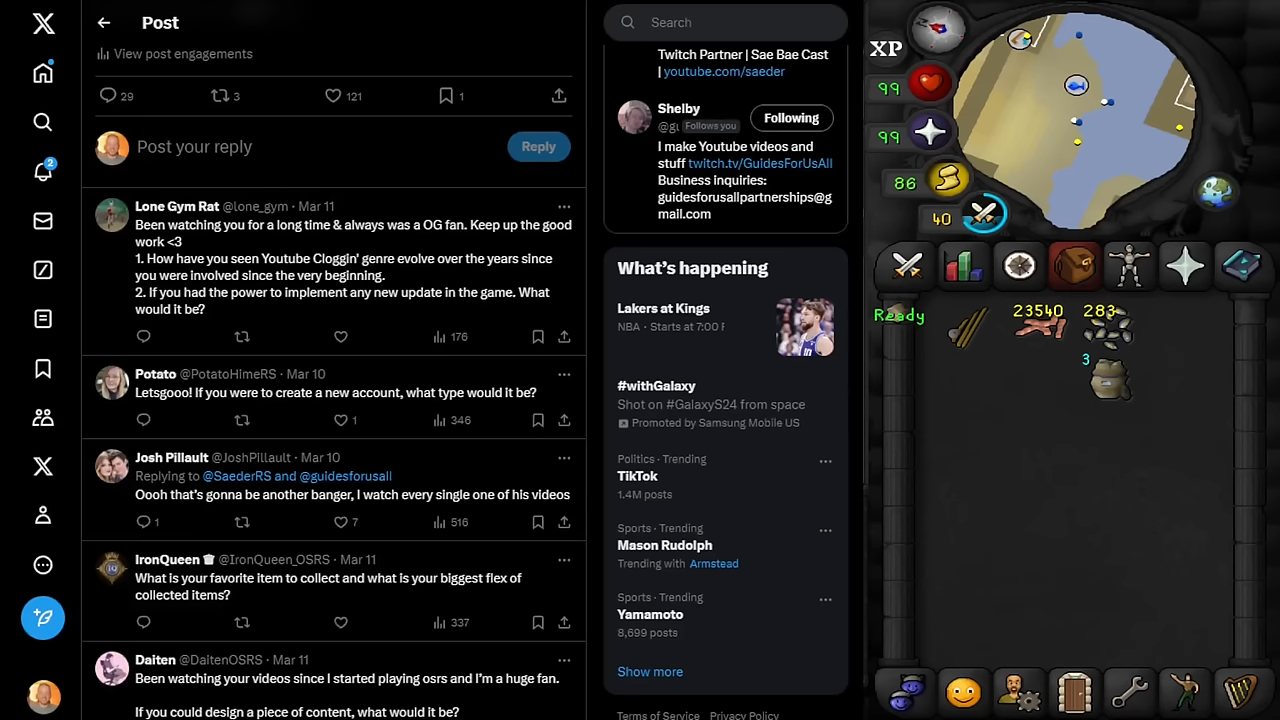 Post
View post engagements
29
3
121
1
Post your reply
Reply
Lone Gym Rat @lone_gym · Mar 11
Been watching you for a long time & always was a OG fan. Keep up the good
work <3
1. How have you seen Youtube Cloggin' genre evolve over the years since
you were involved since the very beginning.
2. If you had the power to implement any new update in the game. What
would it be?
176
Potato @PotatoHimeRS · Mar 10
Letsgooo! If you were to create a new account, what type would it be?
1
346
Josh Pillault @JoshPIllault · Mar 10
Replying to @SaederRS and @guidesforusall
Oooh that's gonna be another banger, I watch every single one of his videos
1
7
516
IronQueen @IronQueen_OSRS · Mar 11
What is your favorite item to collect and what is your biggest flex of
collected items?
337
Daiten @DaitenOSRS · Mar 11
Been watching your videos since I started playing osrs and I'm a huge fan.
If you could design a piece of content, what would it be?
2
Search
Twitch Partner | Sae Bae Cast
| youtube.com/saeder
Shelby
Follows you
Following
I make Youtube videos and
stuff twitch.tv/GuidesForUsAll
Business inquiries:
guidesforusallpartnerships@g
mail.com
What's happening
Lakers at Kings
NBA · Starts at 7:00 F
#withGalaxy
Shot on #GalaxyS24 from space
Promoted by Samsung Mobile US
Politics · Trending
TikTok
1.4M posts
Sports · Trending
Mason Rudolph
Trending with Armstead
Sports · Trending
Yamamoto
8,699 posts
Show more
Terms of Service Privacy Policy
XP
99
99
86
40
Ready
23540
283
3